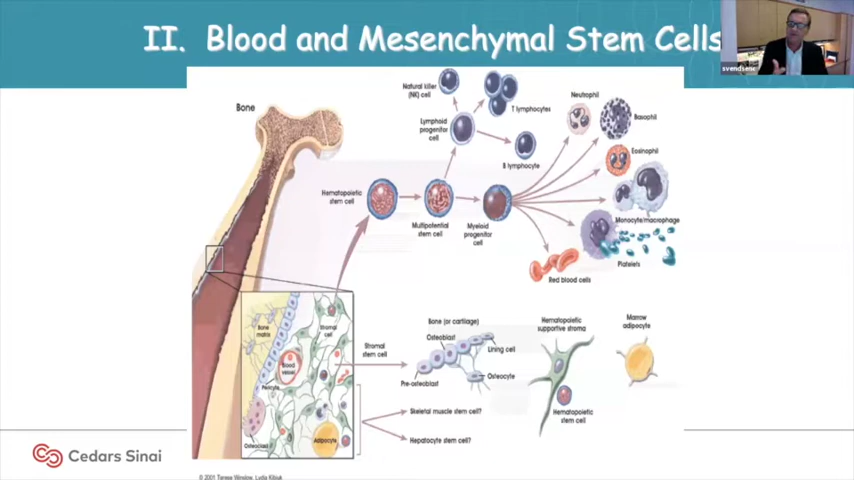 II. Blood and Mesenchymal Stem Cells
svendsenc
Bone
Natural killer
(NK) cell
T lymphocytes
Lymphoid
progenitor
cell
B lymphocyte
Neutrophil
Basophil
Eosinophil
Hematopoietic
stem cell
Multipotential
stem cell
Myeloid
progenitor
cell
Monocyte/macrophage
Platelets
Red blood cells
Bone
matrix
Stromal
cell
Blood
vessel
Pericyte
Osteoclast
Adipocyte
Stromal
stem cell
Bone (or cartilage)
Osteoblast
Lining cell
Pre-osteoblast
Osteocyte
Skeletal muscle stem cell?
Hepatocyte stem cell?
Hematopoietic
supportive stroma
Hematopoietic
stem cell
Marrow
adipocyte
Cedars Sinai
© 2001 Terese Winslow, Lydia Kibiuk